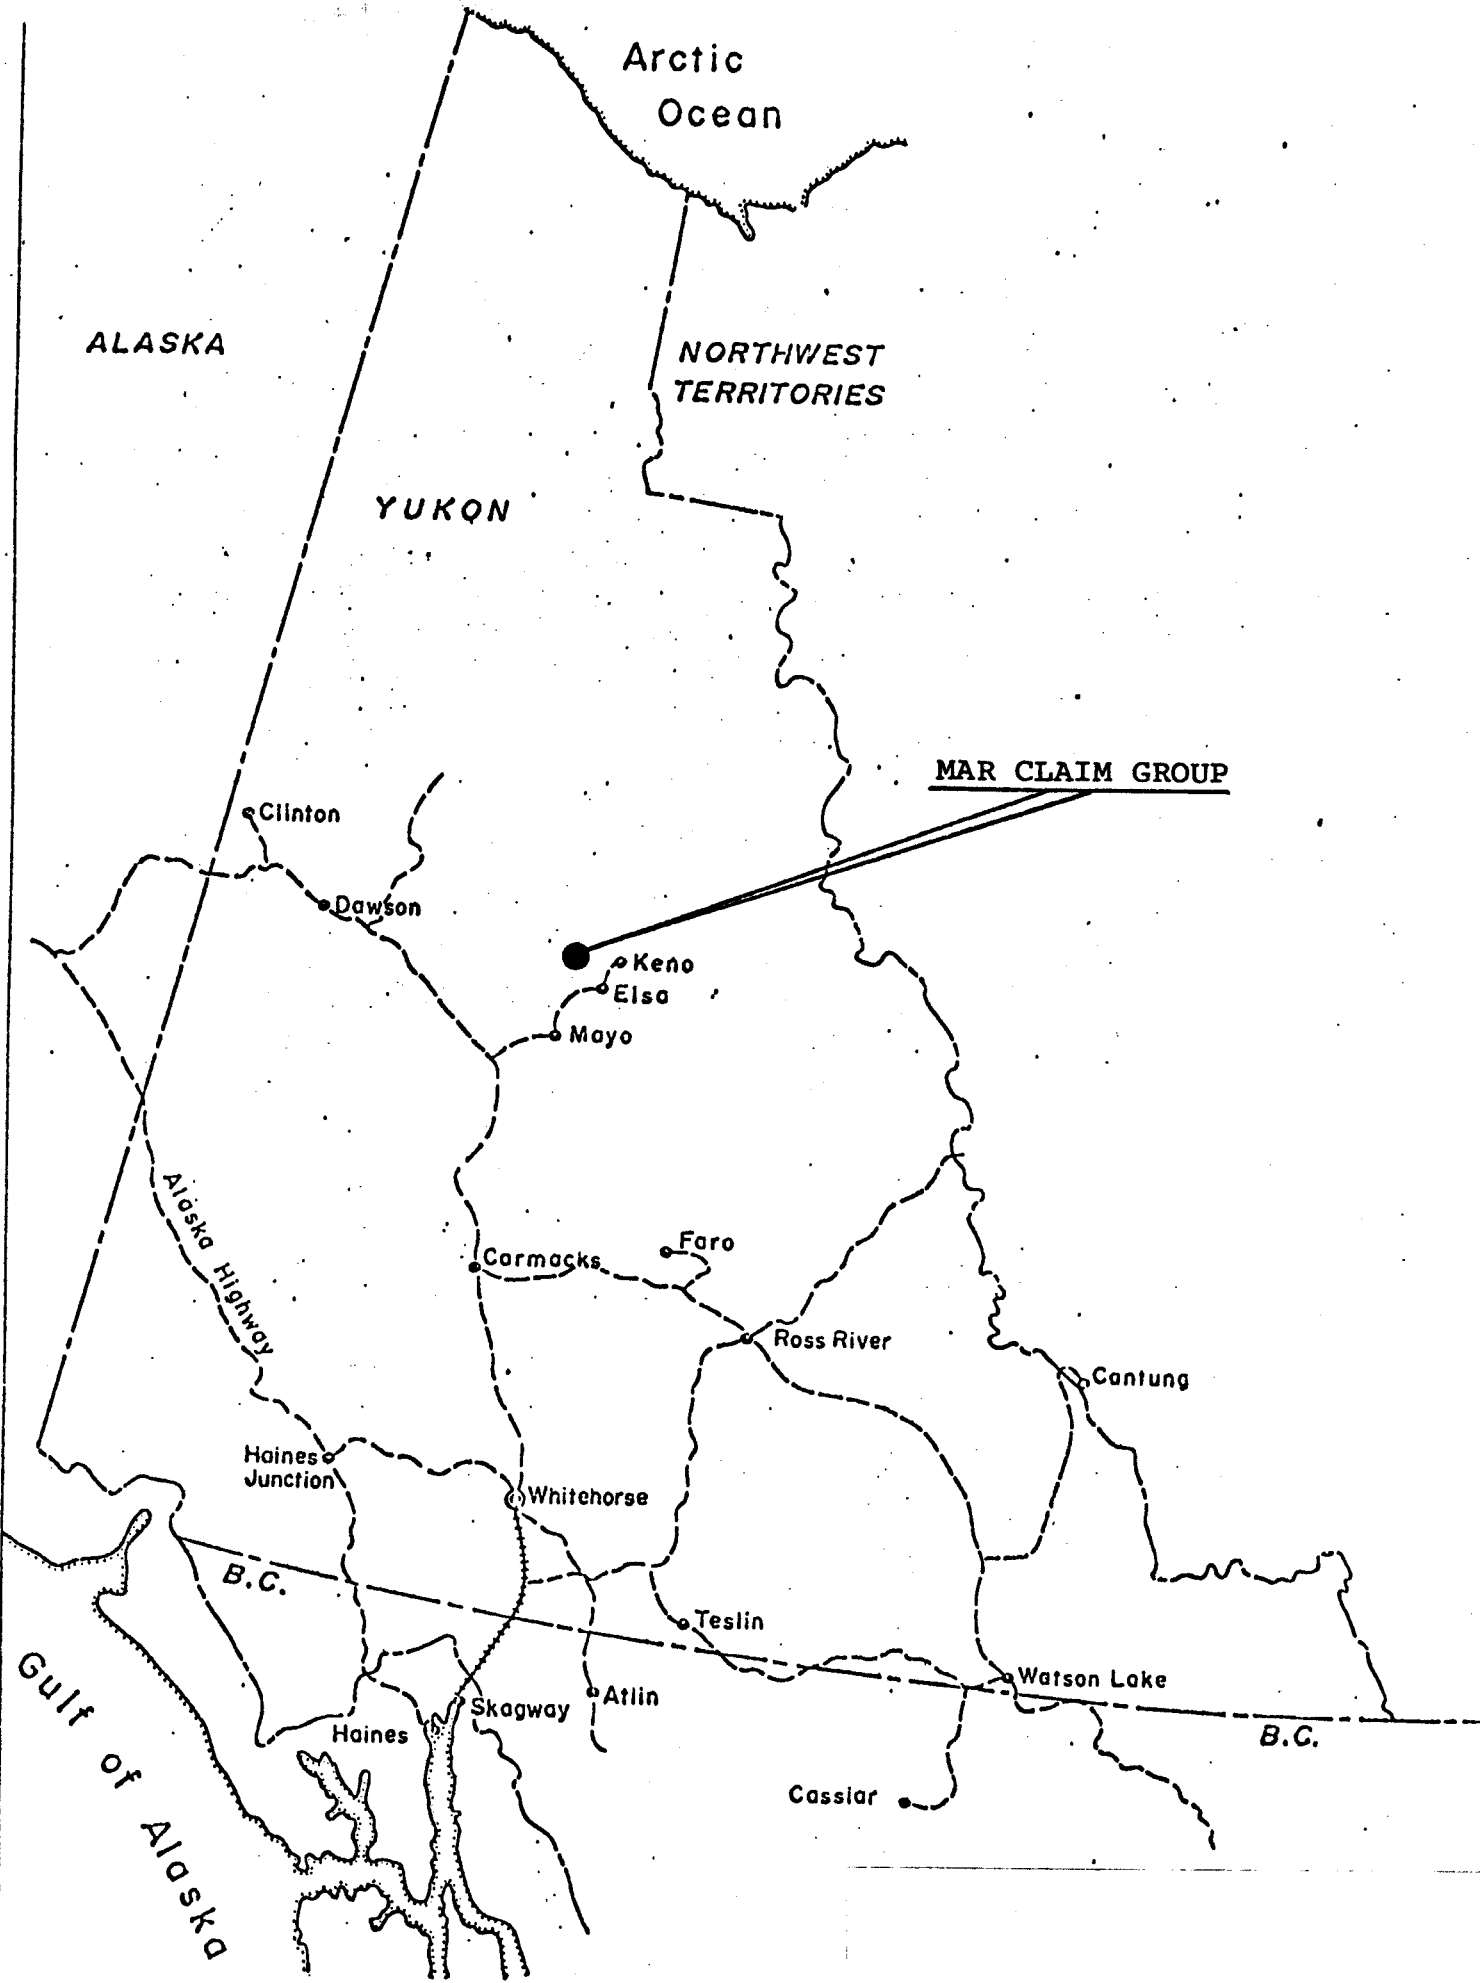 Arctic
Ocean
ALASKA
NORTHWEST
TERRITORIES
YUKON
MAR CLAIM GROUP
Clinton
Dawson
Keno
Elsa
Mayo
Alaska Highway
Faro
Carmacks
Ross River
Cantung
Haines
Junction
Whitehorse
B.C.
Teslin
Watson Lake
Atlin
Skagway
Haines
B.C.
Cassiar
Gulf of Alaska